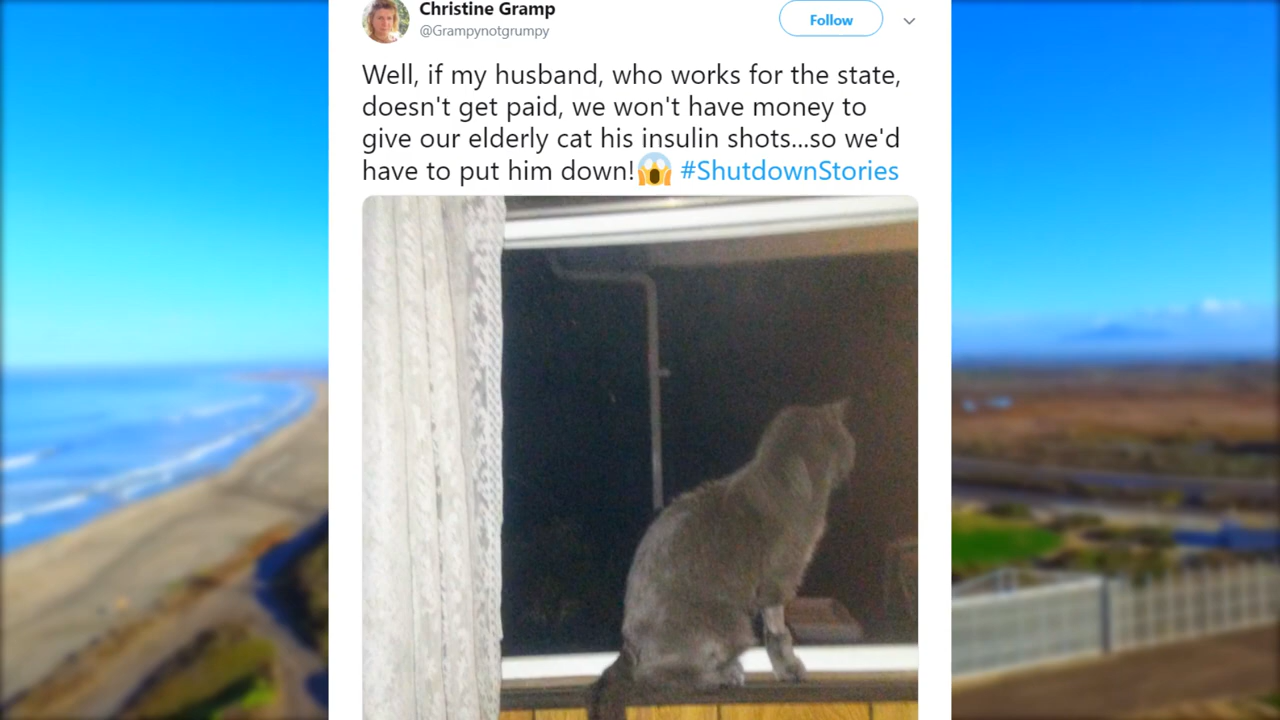 Christine Gramp
@Grampynotgrumpy
Follow
Well, if my husband, who works for the state,
doesn't get paid, we won't have money to
give our elderly cat his insulin shots...so we'd
have to put him down!😱 #ShutdownStories